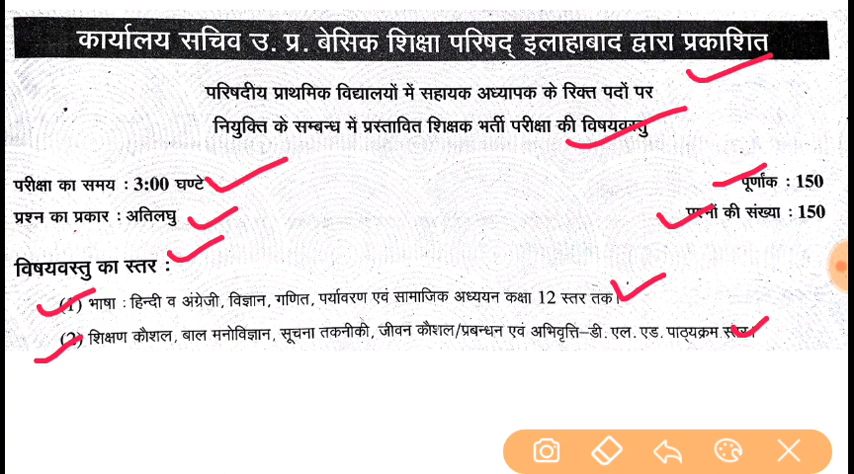 कार्यालय सचिव उ. प्र. बेसिक शिक्षा परिषद् इलाहाबाद द्वारा प्रकाशित
परिषदीय प्राथमिक विद्यालयों में सहायक अध्यापक के रिक्त पदों पर
नियुक्ति के सम्बन्ध में प्रस्तावित शिक्षक भर्ती परीक्षा की विषयवस्तु
परीक्षा का समय : 3:00 घण्टे पूर्णांक : 150
प्रश्न का प्रकार : अतिलघु प्रश्नों की संख्या : 150
विषयवस्तु का स्तर :
(1) भाषा : हिन्दी व अंग्रेजी, विज्ञान, गणित, पर्यावरण एवं सामाजिक अध्ययन कक्षा 12 स्तर तक।
(2) शिक्षण कौशल, बाल मनोविज्ञान, सूचना तकनीकी, जीवन कौशल/प्रबन्धन एवं अभिवृत्ति–डी. एल. एड. पाठ्यक्रम स्तर।